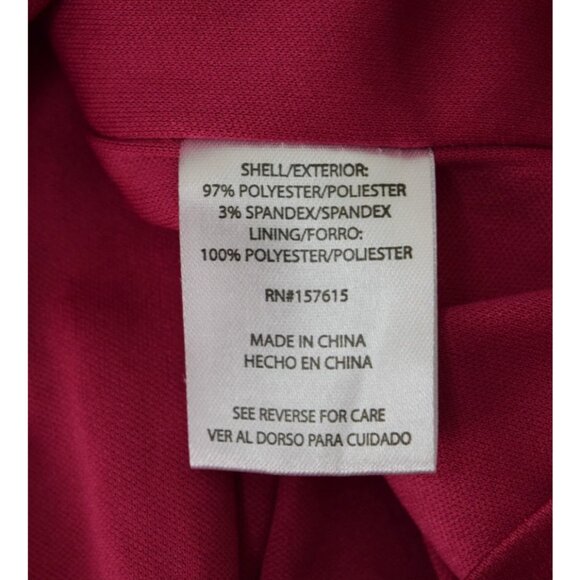 SHELL/EXTERIOR:
97% POLYESTER/POLIESTER
3% SPANDEX/SPANDEX
LINING/FORRO:
100% POLYESTER/POLIESTER
RN#157615
MADE IN CHINA
HECHO EN CHINA
SEE REVERSE FOR CARE
VER AL DORSO PARA CUIDADO